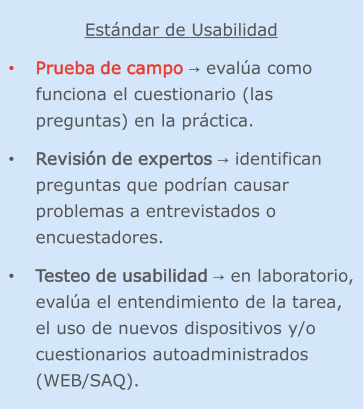 Estándar de Usabilidad
• Prueba de campo → evalúa como
funciona el cuestionario (las
preguntas) en la práctica.
• Revisión de expertos → identifican
preguntas que podrían causar
problemas a entrevistados o
encuestadores.
• Testeo de usabilidad → en laboratorio,
evalúa el entendimiento de la tarea,
el uso de nuevos dispositivos y/o
cuestionarios autoadministrados
(WEB/SAQ).